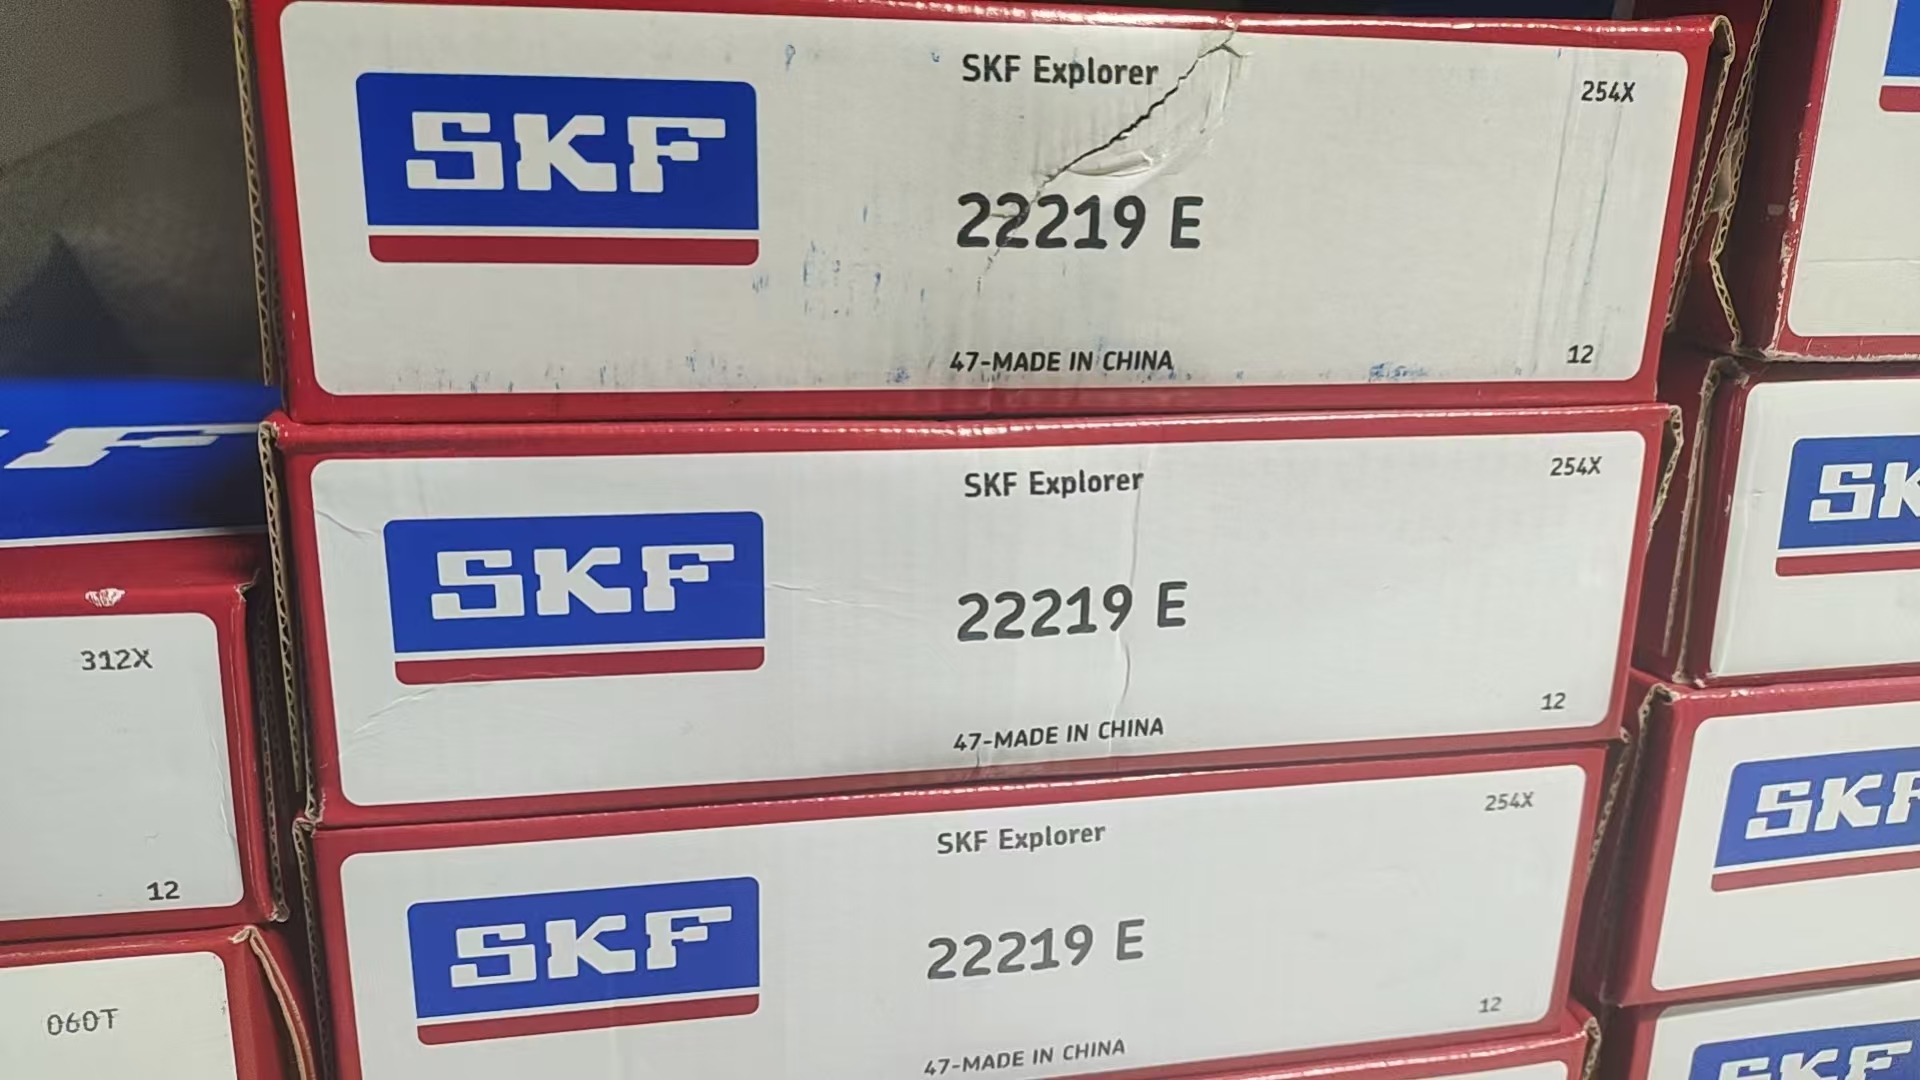 SKF
SKF Explorer
254X
22219 E
47-MADE IN CHINA
12
SKF
SKF Explorer
254X
22219 E
47-MADE IN CHINA
12
SKF
SKF Explorer
254X
22219 E
47-MADE IN CHINA
12
F
312X
12
060T
SK
SKF
SKF